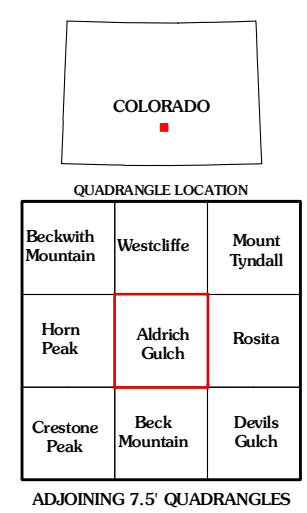 COLORADO
QUADRANGLE LOCATION
Beckwith
Mountain
Westcliffe
Mount
Tyndall
Horn
Peak
Aldrich
Gulch
Rosita
Crestone
Peak
Beck
Mountain
Devils
Gulch
ADJOINING 7.5' QUADRANGLES